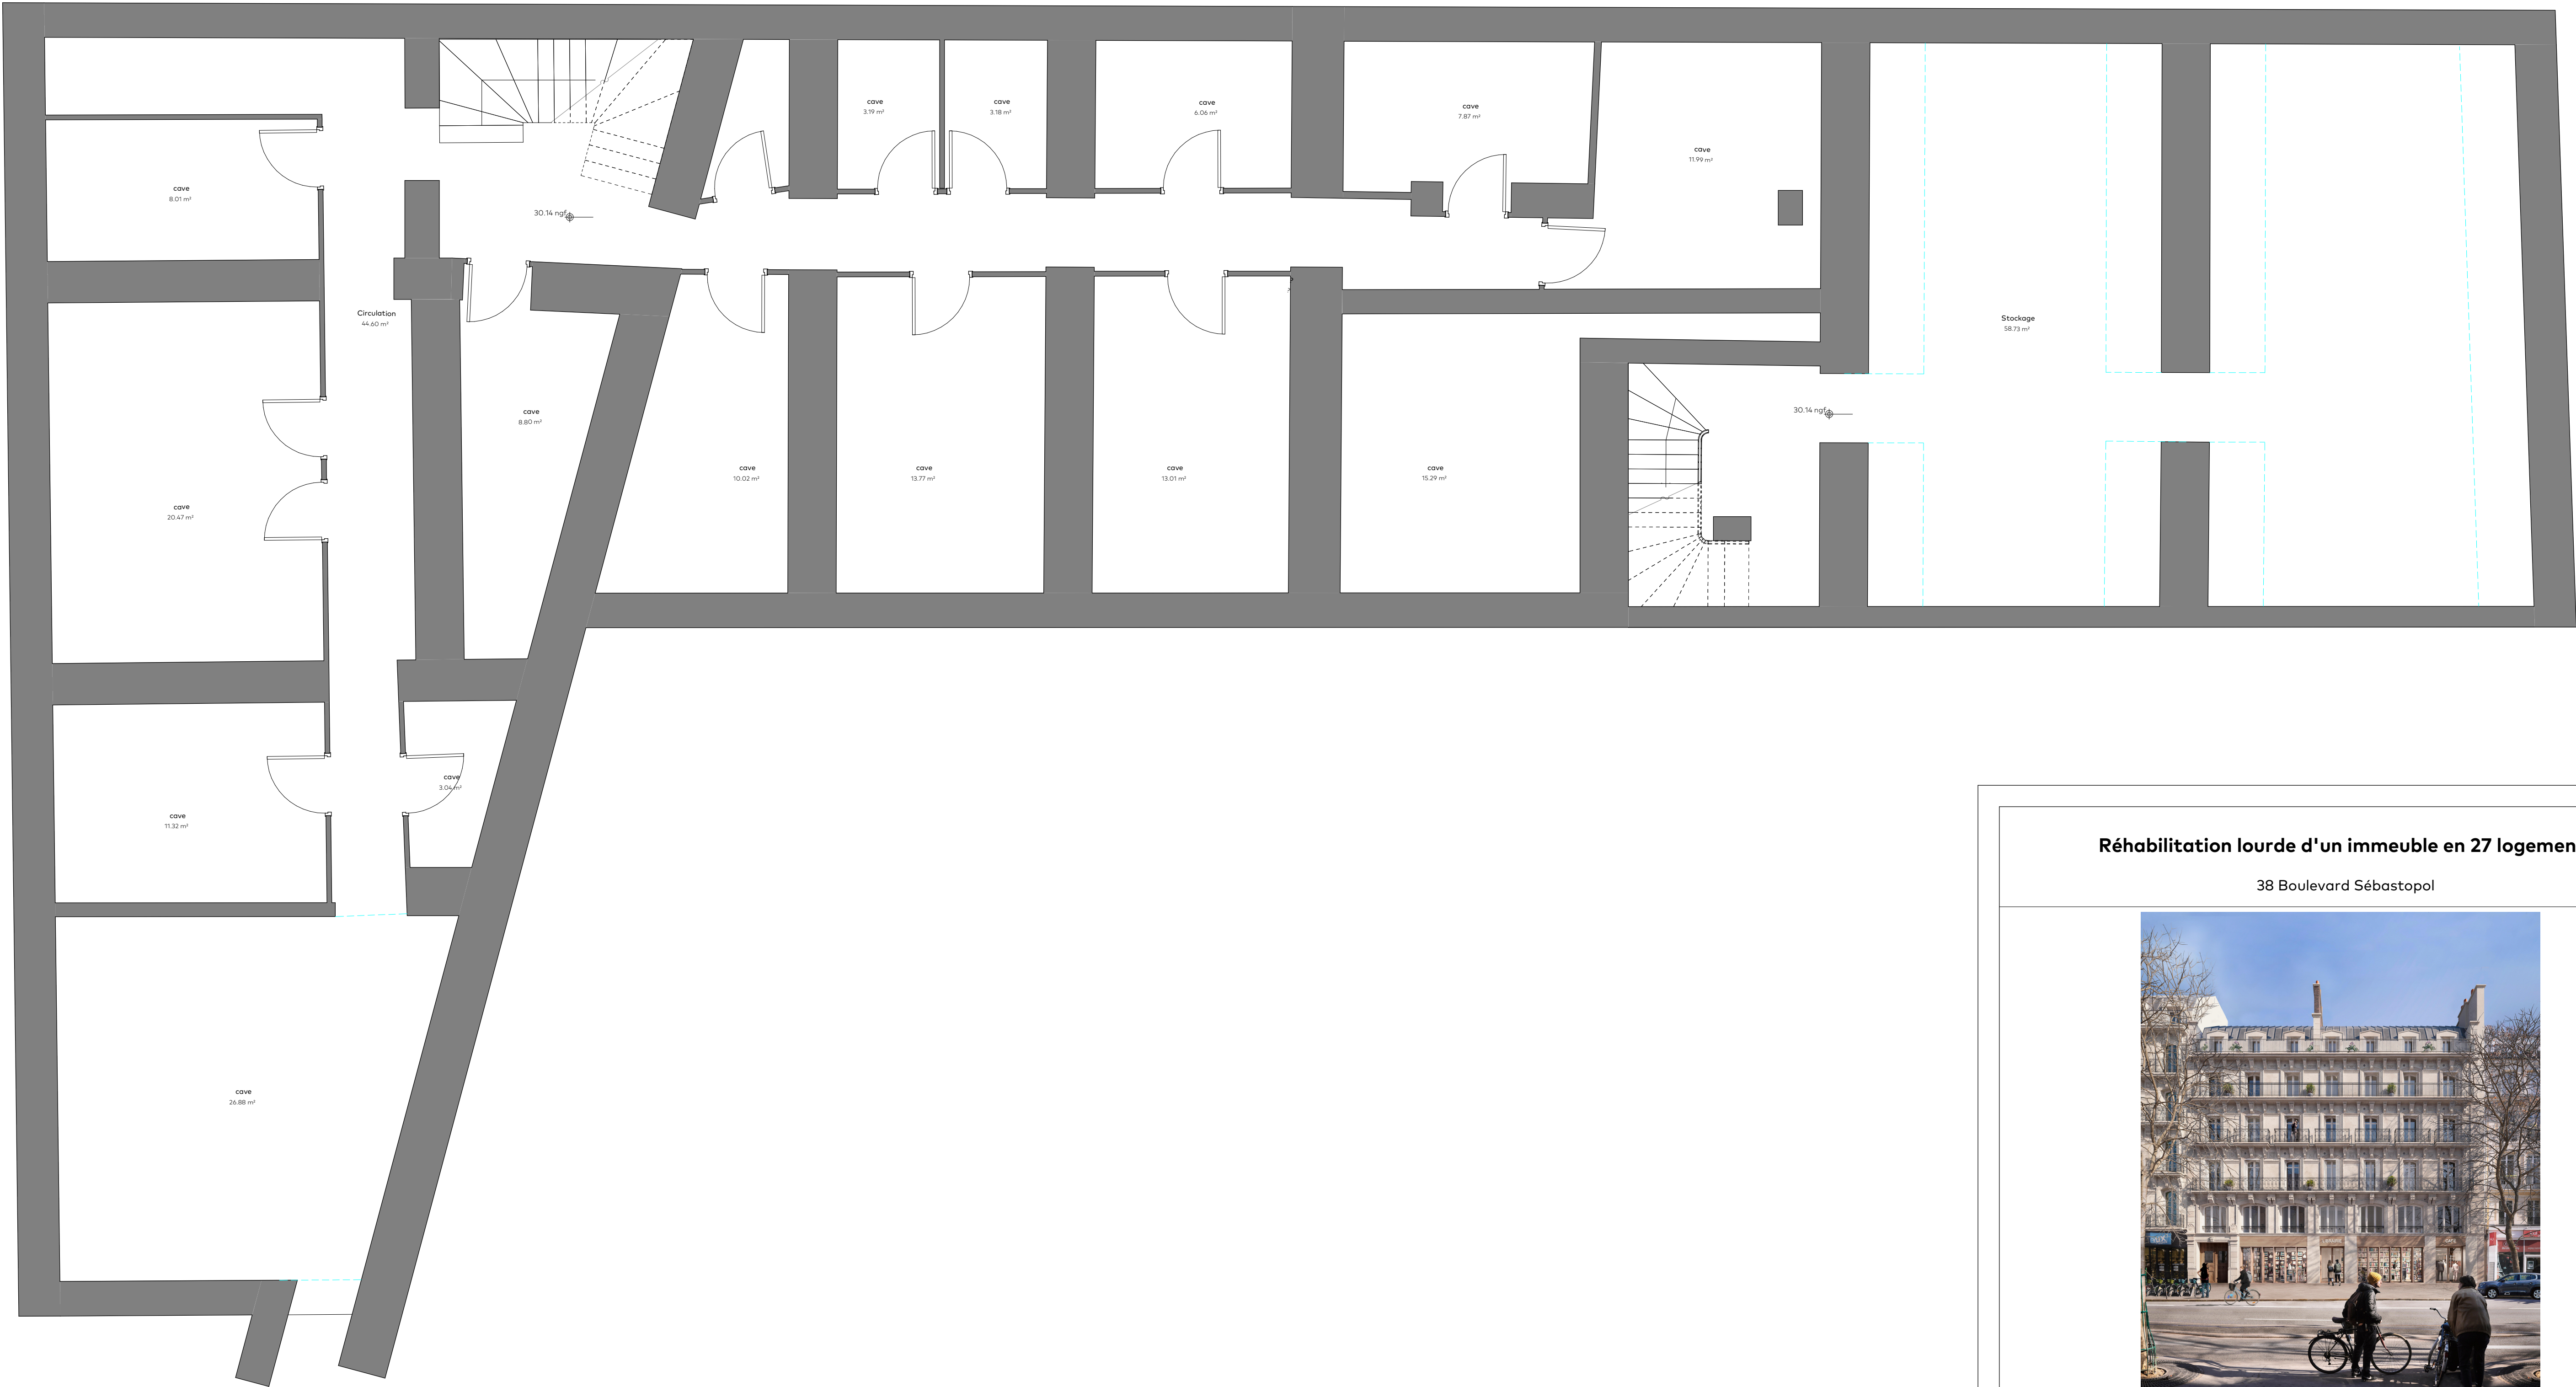 cave
3.19 m²
cave
3.18 m²
cave
6.06 m²
cave
7.87 m²
cave
11.99 m²
cave
8.01 m²
30.14 ngf
Circulation
44.60 m²
Stockage
58.73 m²
cave
8.80 m²
30.14 ngf
cave
10.02 m²
cave
13.77 m²
cave
13.01 m²
cave
15.29 m²
cave
20.47 m²
cave
3.04 m²
cave
11.32 m²
cave
26.88 m²
Réhabilitation lourde d'un immeuble en 27 logemen
38 Boulevard Sébastopol